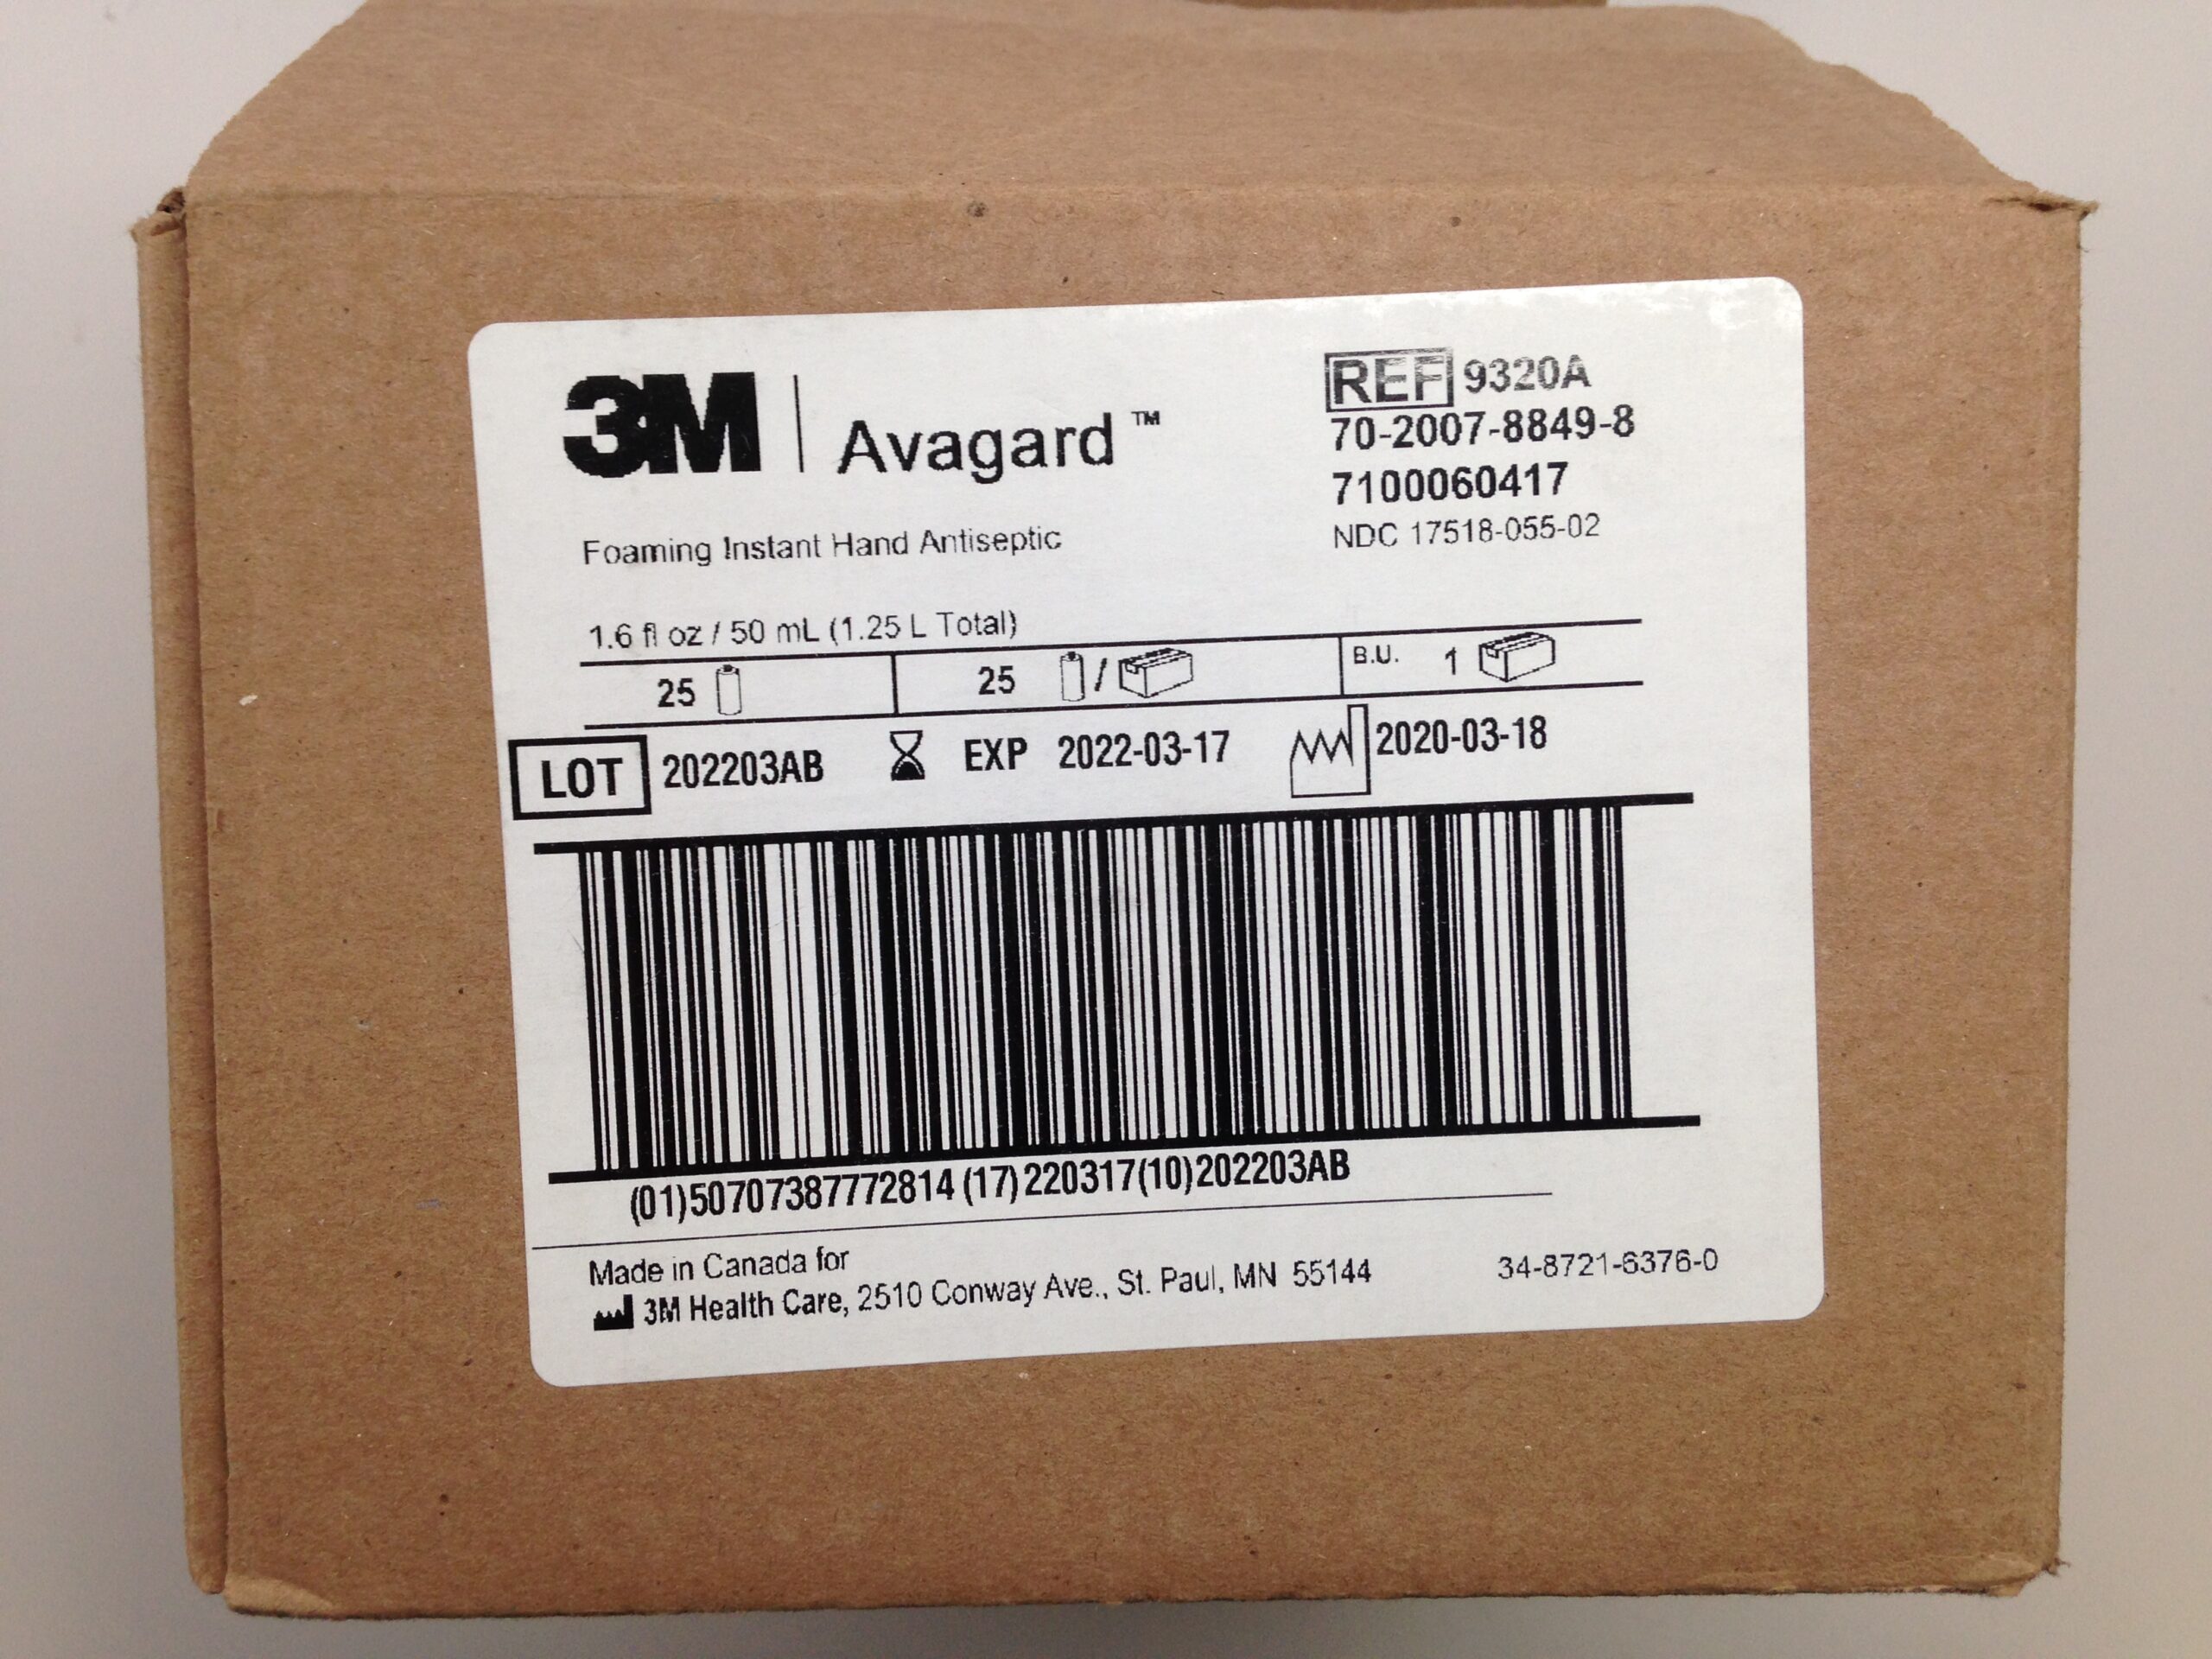 3M | Avagard™
REF 9320A
70-2007-8849-8
7100060417
NDC 17518-055-02
Foaming Instant Hand Antiseptic
1.6 fl oz / 50 mL (1.25 L Total)
25 25 / B.U. 1
LOT 202203AB EXP 2022-03-17 2020-03-18
(01)50707387772814(17)220317(10)202203AB
Made in Canada for
3M Health Care, 2510 Conway Ave., St. Paul, MN 55144
34-8721-6376-0